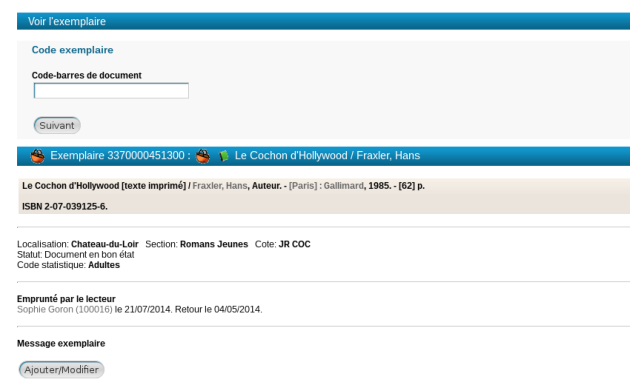 Voir l'exemplaire
Code exemplaire
Code-barres de document
Suivant
Exemplaire 3370000451300 : Le Cochon d'Hollywood / Fraxler, Hans
Le Cochon d'Hollywood [texte imprimé] / Fraxler, Hans, Auteur. - [Paris] : Gallimard, 1985. - [62] p.
ISBN 2-07-039125-6.
Localisation: Chateau-du-Loir Section: Romans Jeunes Cote: JR COC
Statut: Document en bon état
Code statistique: Adultes
Emprunté par le lecteur
Sophie Goron (100016) le 21/07/2014. Retour le 04/05/2014.
Message exemplaire
Ajouter/Modifier